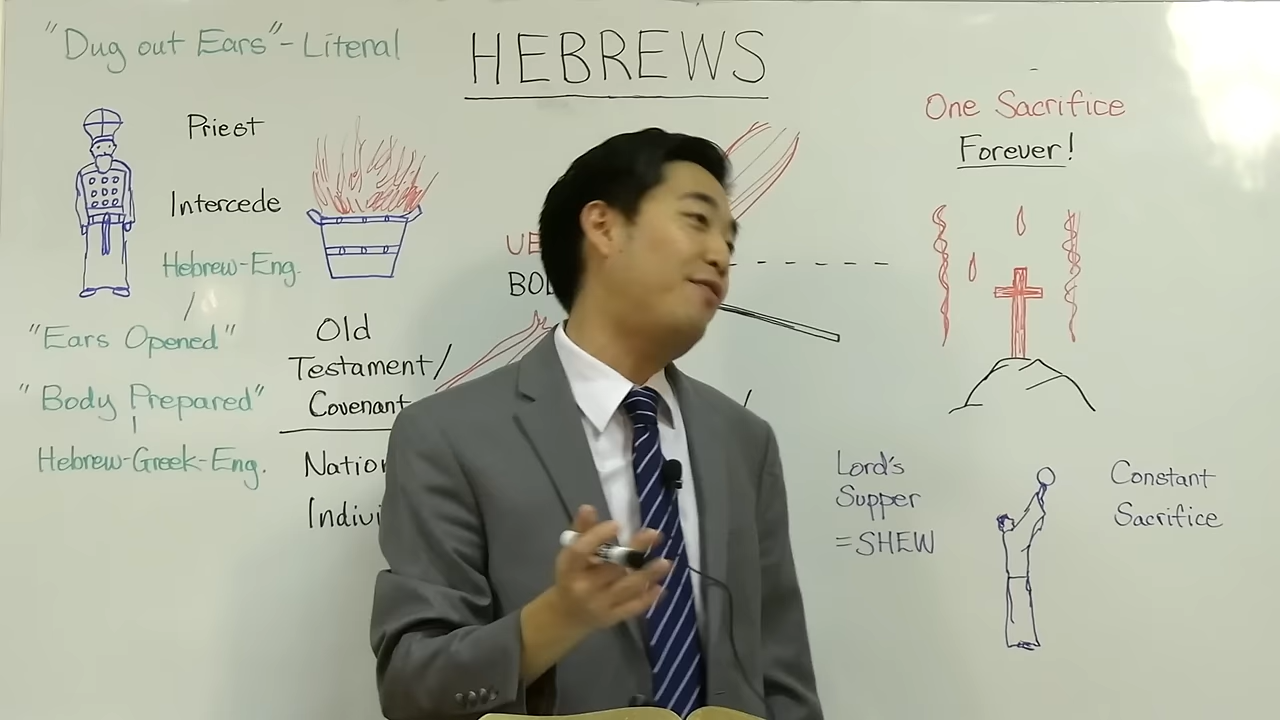 "Dug out Ears" - Literal
HEBREWS
Priest
Intercede
Hebrew-Eng.
"Ears Opened"
"Body Prepared"
Hebrew-Greek-Eng.
Old
Testament/
Covenant
One Sacrifice
Forever!
Lord's
Supper
=SHEW
Constant
Sacrifice